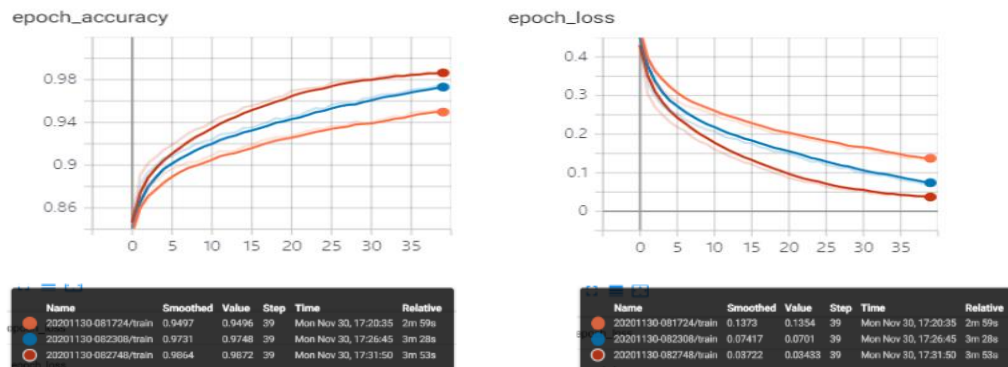 epoch_accuracy
0.98
0.94
0.9
0.86
0 5 10 15 20 25 30 35
Name Smoothed Value Step Time Relative
20201130-081724/train 0.9497 0.9496 39 Mon Nov 30, 17:20:35 2m 59s
20201130-082308/train 0.9731 0.9748 39 Mon Nov 30, 17:26:45 3m 28s
20201130-082748/train 0.9864 0.9872 39 Mon Nov 30, 17:31:50 3m 53s
epoch_loss
0.4
0.3
0.2
0.1
0
0 5 10 15 20 25 30 35
Name Smoothed Value Step Time Relative
20201130-081724/train 0.1373 0.1354 39 Mon Nov 30, 17:20:35 2m 59s
20201130-082308/train 0.07417 0.0701 39 Mon Nov 30, 17:26:45 3m 28s
20201130-082748/train 0.03722 0.03433 39 Mon Nov 30, 17:31:50 3m 53s